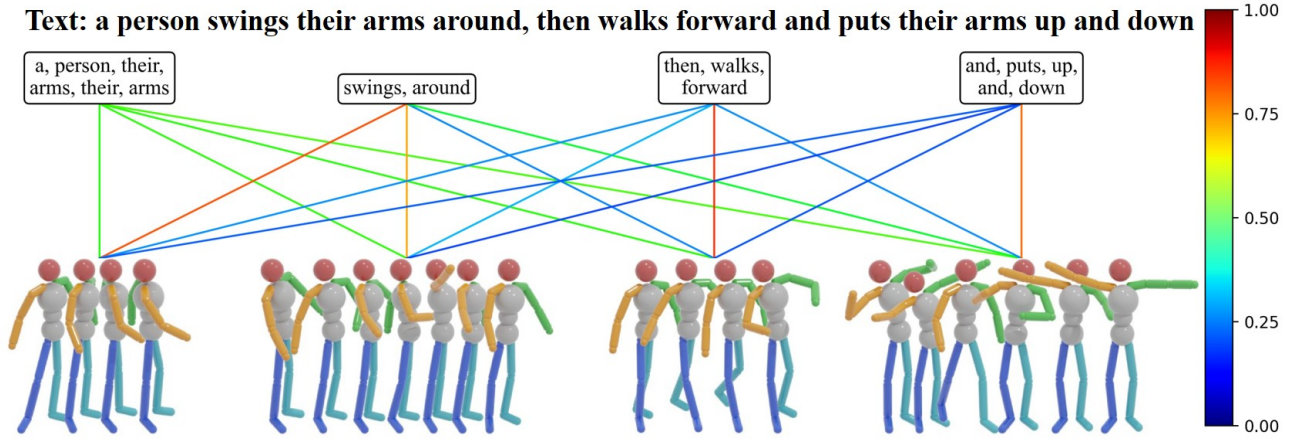 Text: a person swings their arms around, then walks forward and puts their arms up and down
a, person, their,
arms, their, arms
swings, around
then, walks,
forward
and, puts, up,
and, down
1.00
0.75
0.50
0.25
0.00